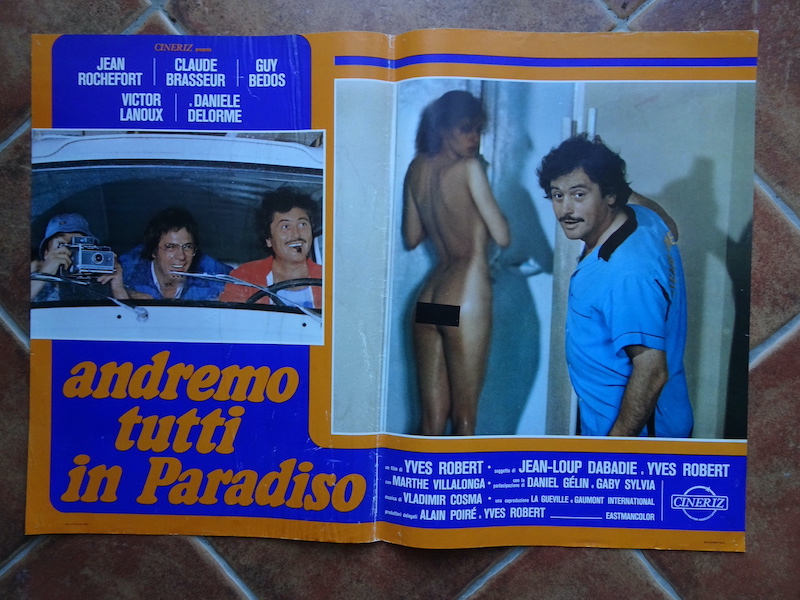 CINERIZ presenta
JEAN ROCHEFORT
CLAUDE BRASSEUR
GUY BEDOS
VICTOR LANOUX
e DANIELE DELORME
andremo
tutti
in Paradiso
un film di YVES ROBERT • soggetto di JEAN-LOUP DABADIE e YVES ROBERT
con MARTHE VILLALONGA • con la partecipazione di DANIEL GÉLIN e GABY SYLVIA
musica di VLADIMIR COSMA • una coproduzione LA GUEVILLE e GAUMONT INTERNATIONAL
produttori delegati ALAIN POIRÉ e YVES ROBERT EASTMANCOLOR
CINERIZ